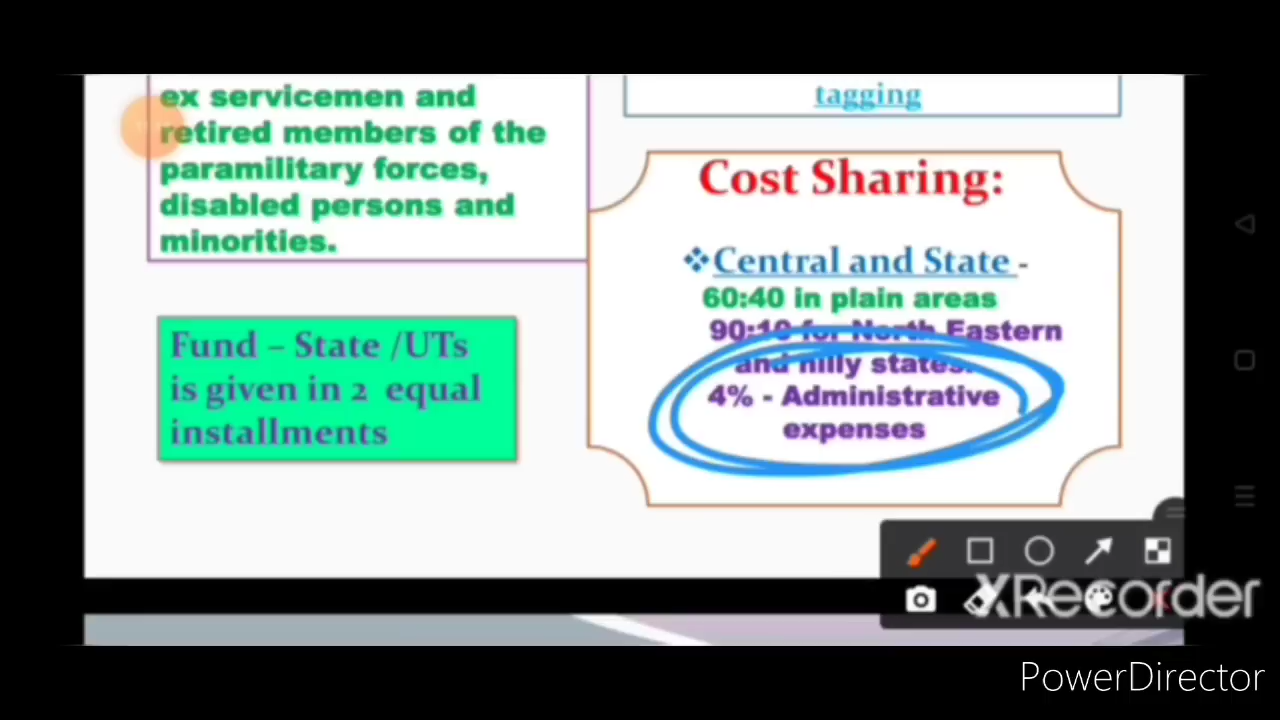 ex servicemen and
retired members of the
paramilitary forces,
disabled persons and
minorities.
Fund – State /UTs
is given in 2 equal
installments
tagging
Cost Sharing:
❖Central and State -
60:40 in plain areas
90:10 for North Eastern
and hilly states.
4% - Administrative
expenses
XRecorder
PowerDirector